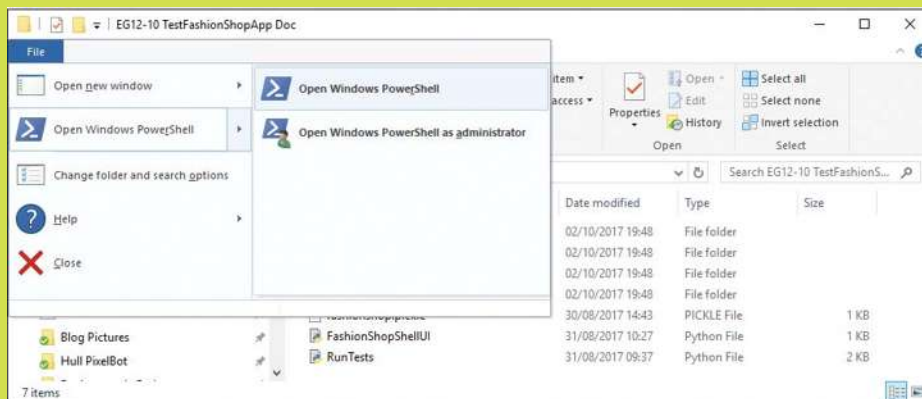 EG12-10 TestFashionShopApp Doc
File
Open new window
Open Windows PowerShell
Change folder and search options
Help
Close
Open Windows PowerShell
Open Windows PowerShell as administrator
item
access
Properties
Open
Edit
History
Open
Select all
Select none
Invert selection
Select
Search EG12-10 TestFashionS...
Date modified Type Size
02/10/2017 19:48 File folder
02/10/2017 19:48 File folder
02/10/2017 19:48 File folder
02/10/2017 19:48 File folder
30/08/2017 14:43 PICKLE File 1 KB
Blog Pictures
FashionShopShellUI 31/08/2017 10:27 Python File 1 KB
Hull PixelBot
RunTests 31/08/2017 09:37 Python File 2 KB
7 items